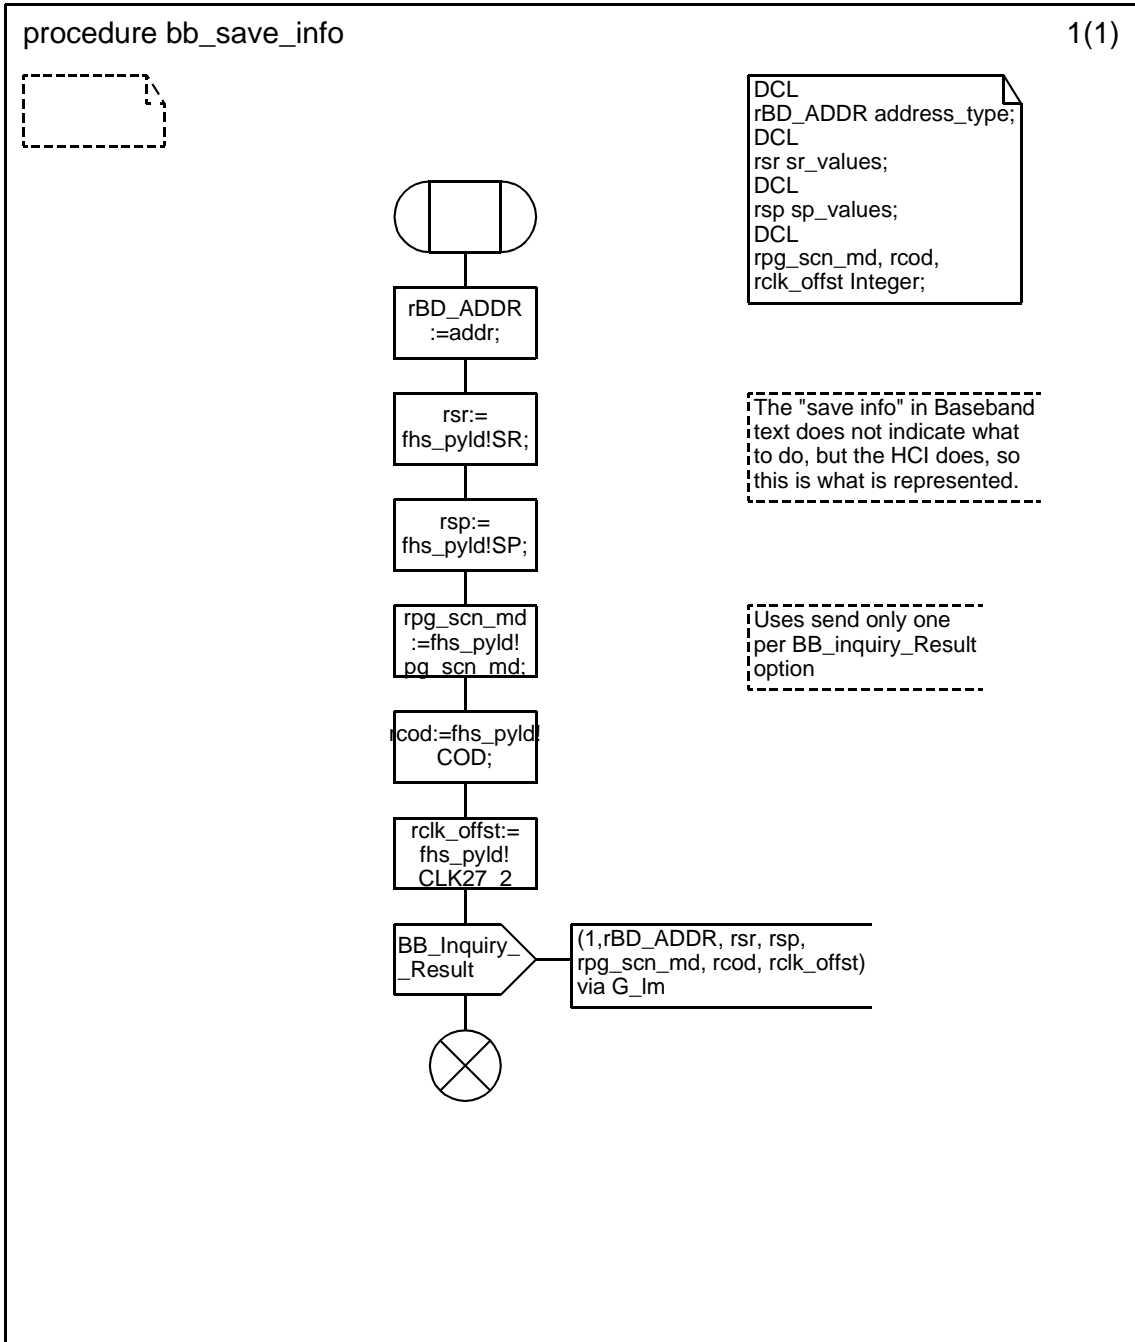 procedure bb_save_info
1(1)
DCL
rBD_ADDR address_type;
DCL
rsr sr_values;
DCL
rsp sp_values;
DCL
rpg_scn_md, rcod,
rclk_offst Integer;
rBD_ADDR
:=addr;
rsr:=
fhs_pyld!SR;
The "save info" in Baseband
text does not indicate what
to do, but the HCI does, so
this is what is represented.
rsp:=
fhs_pyld!SP;
rpg_scn_md
:=fhs_pyld!
pg_scn_md;
Uses send only one
per BB_inquiry_Result
option
rcod:=fhs_pyld!
COD;
rclk_offst:=
fhs_pyld!
CLK27_2
BB_Inquiry_
_Result
(1,rBD_ADDR, rsr, rsp,
rpg_scn_md, rcod, rclk_offst)
via G_lm